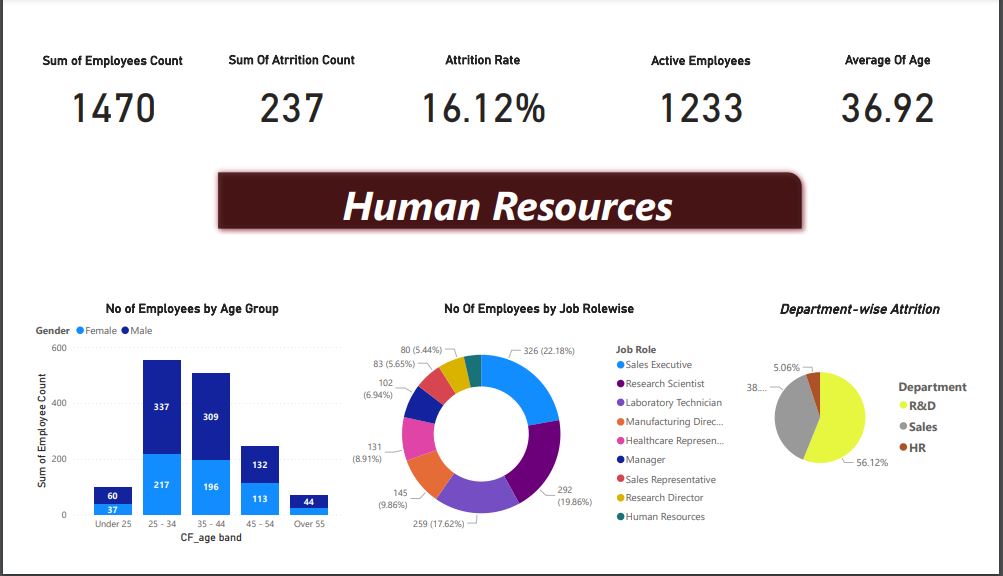 Sum of Employees Count
Sum Of Atrrition Count
Attrition Rate
Active Employees
Average Of Age
1470
237
16.12%
1233
36.92
Human Resources
No of Employees by Age Group
Gender Female Male
Sum of Employee Count
600
400
200
0
337
309
132
60
44
217
196
113
37
Under 25
25 - 34
35 - 44
45 - 54
Over 55
CF_age band
No Of Employees by Job Rolewise
326 (22.18%)
292
(19.86%)
259 (17.62%)
145
(9.86%)
131
(8.91%)
102
(6.94%)
83 (5.65%)
80 (5.44%)
Job Role
Sales Executive
Research Scientist
Laboratory Technician
Manufacturing Direc...
Healthcare Represen...
Manager
Sales Representative
Research Director
Human Resources
Department-wise Attrition
5.06%
38....
56.12%
Department
R&D
Sales
HR